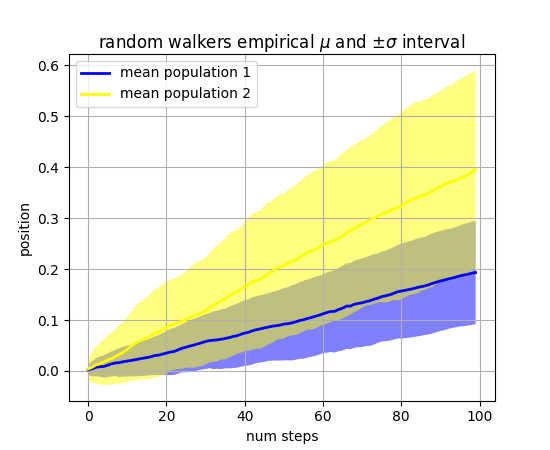 random walkers empirical μ and ±σ interval
mean population 1
mean population 2
0.6
0.5
0.4
0.3
0.2
0.1
0.0
position
0 20 40 60 80 100
num steps